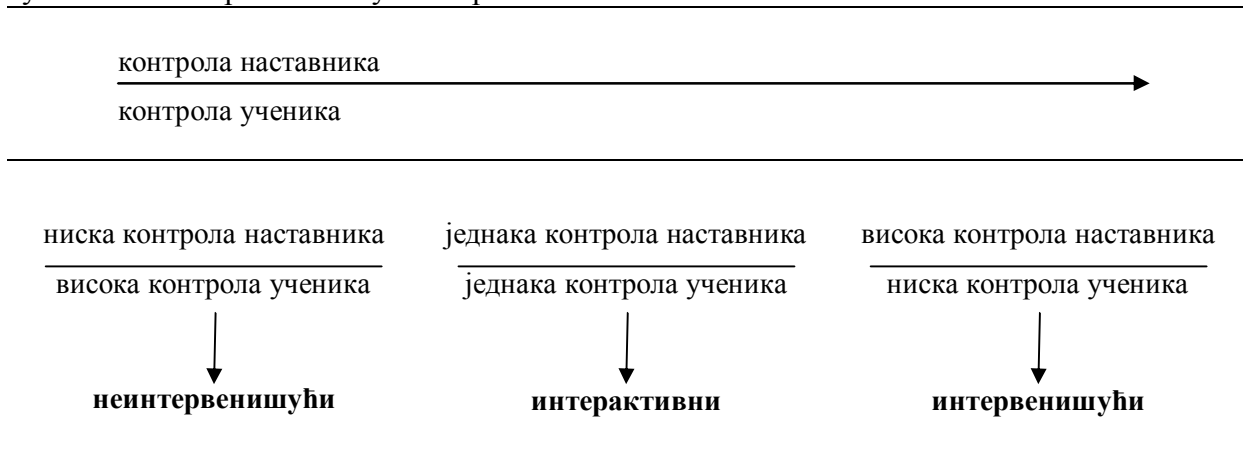 контрола наставника
контрола ученика
ниска контрола наставника једнака контрола наставника висока контрола наставника
висока контрола ученика једнака контрола ученика ниска контрола ученика
неинтервенишући интерактивни интервенишући